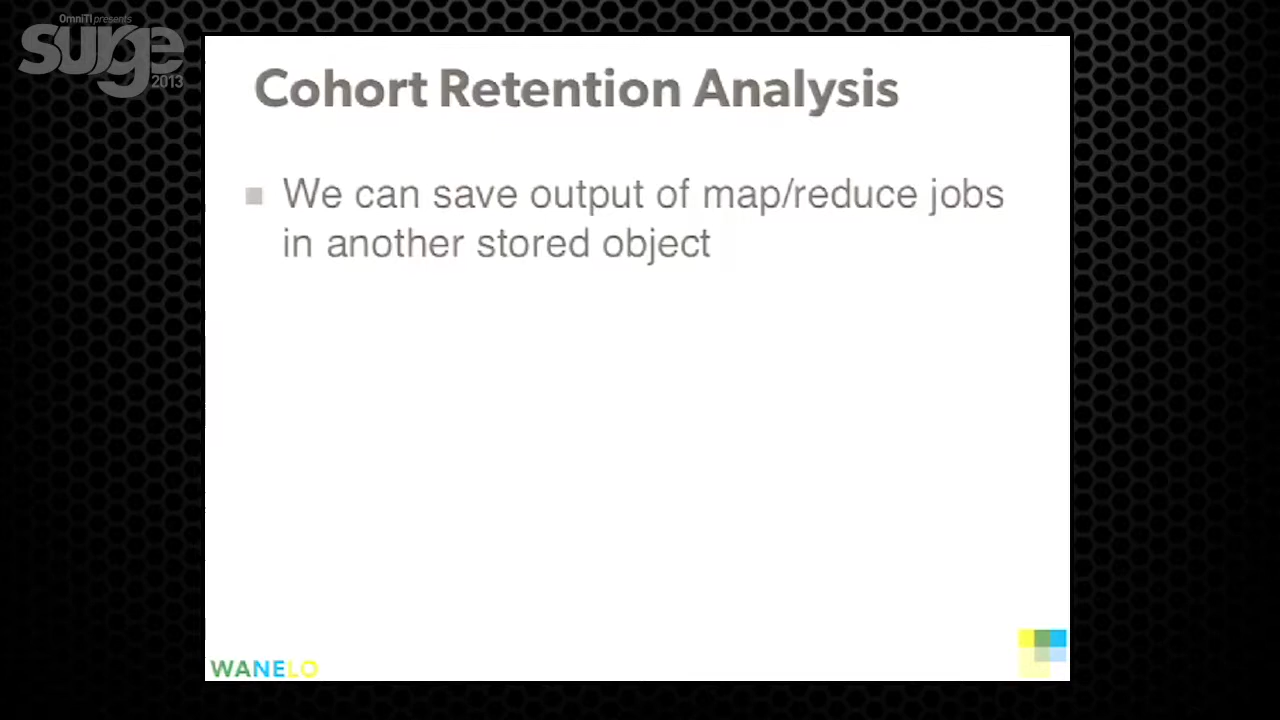 OmniTI presents
surge
2013
Cohort Retention Analysis
We can save output of map/reduce jobs
in another stored object
WANELO